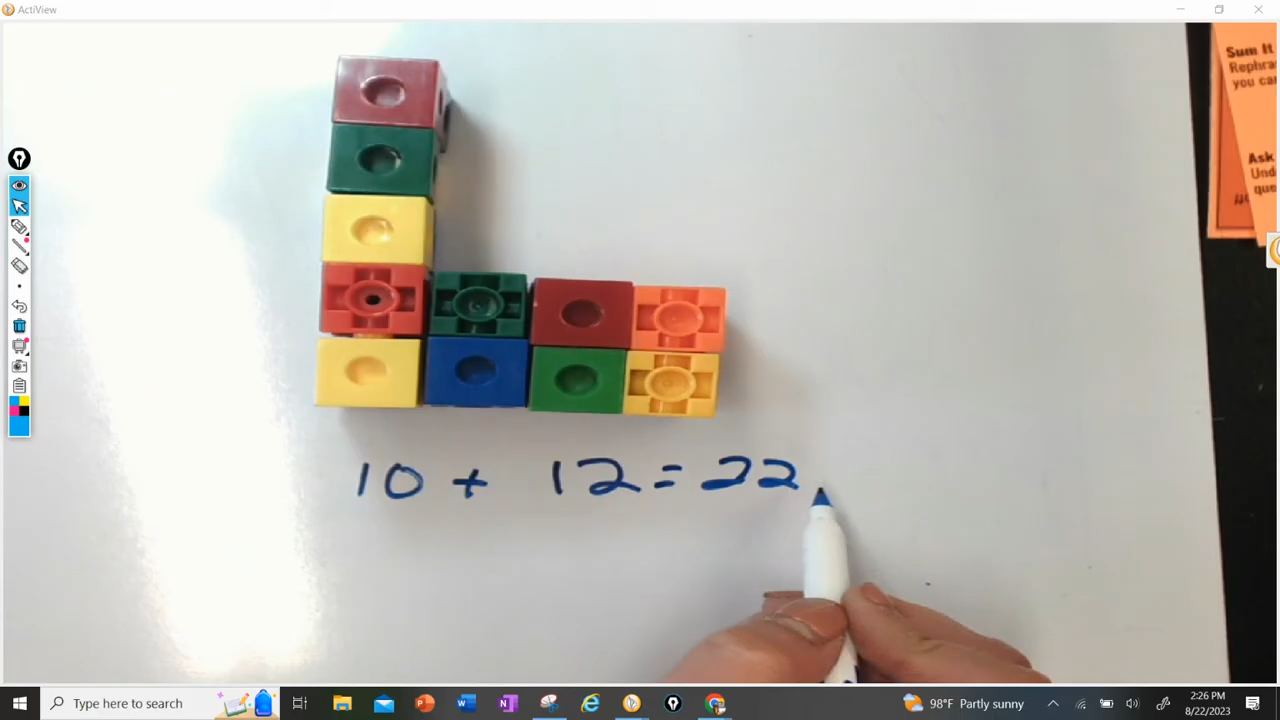 ActiView
Sum It
Rephra
you ca
Ask
Und
que
10 + 12 = 22
Type here to search
98°F Partly sunny
2:26 PM
8/22/2023